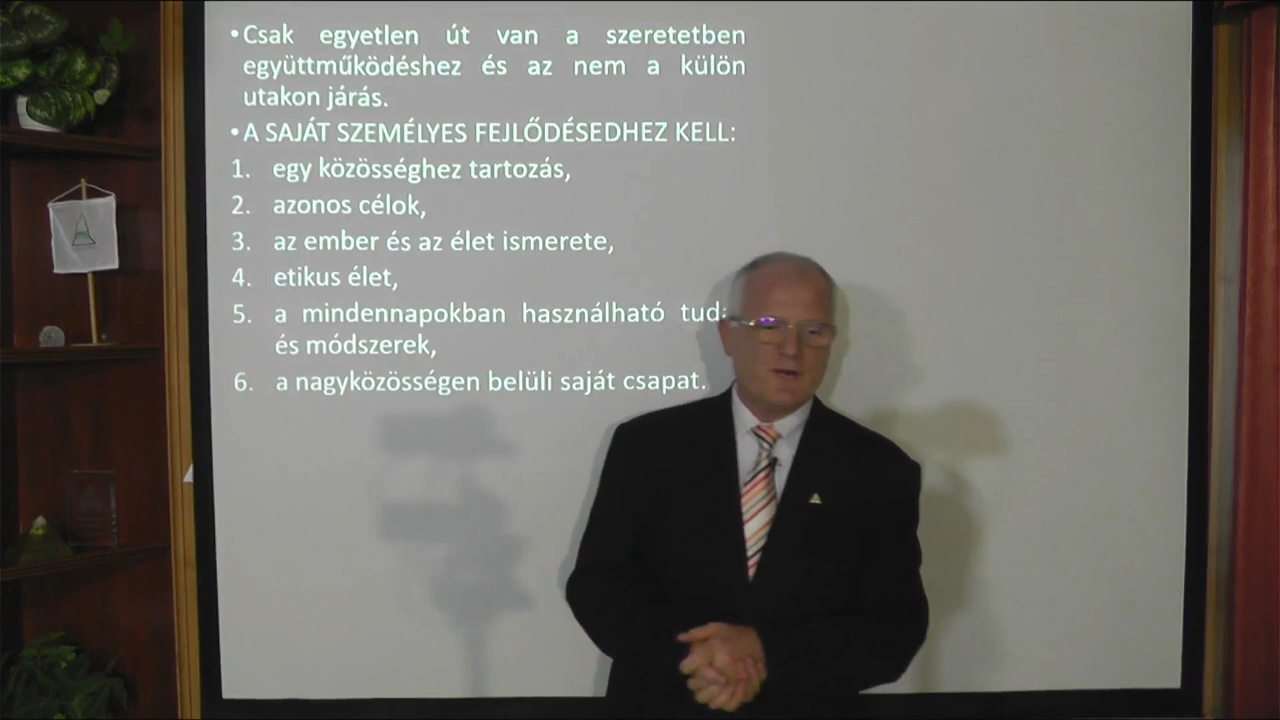 •Csak egyetlen út van a szeretetben
együttműködéshez és az nem a külön
utakon járás.
•A SAJÁT SZEMÉLYES FEJLŐDÉSEDHEZ KELL:
1. egy közösséghez tartozás,
2. azonos célok,
3. az ember és az élet ismerete,
4. etikus élet,
5. a mindennapokban használható
és módszerek,
6. a nagyközösségen belüli saját csapat.